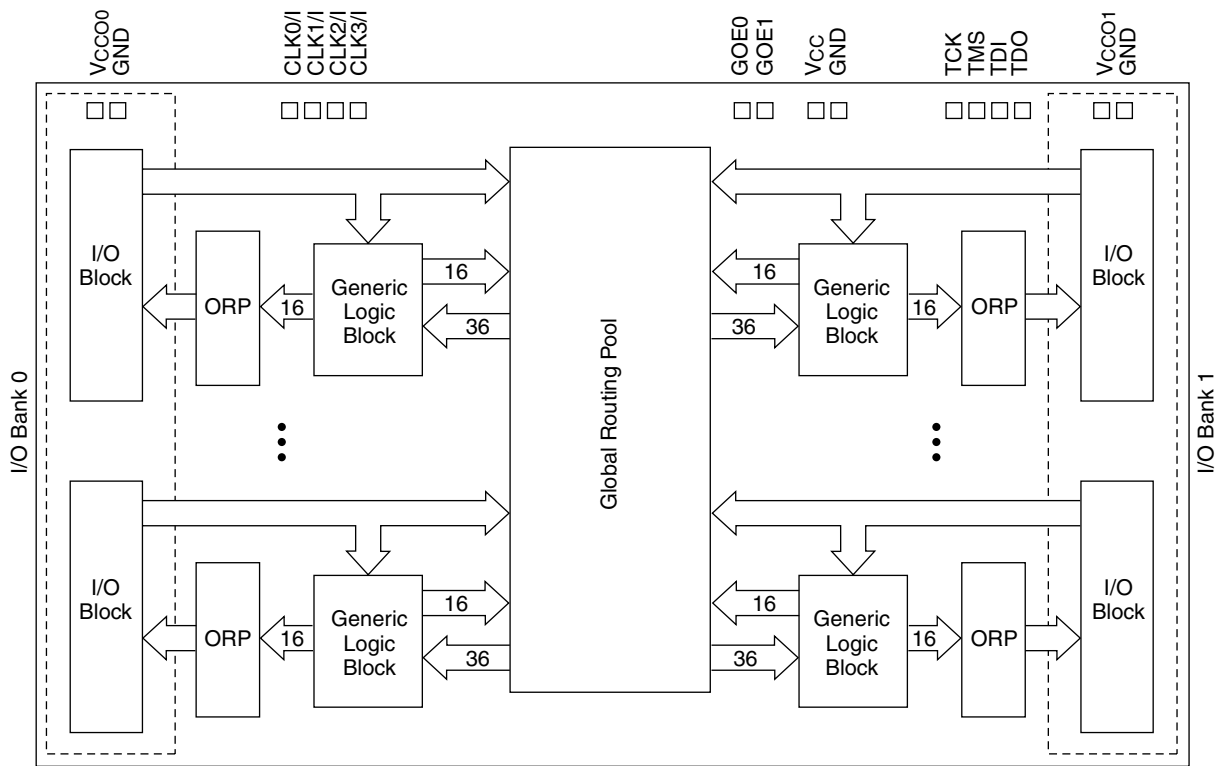 VCCO0
GND
CLK0/I
CLK1/I
CLK2/I
CLK3/I
GOE0
GOE1
VCC
GND
TCK
TMS
TDI
TDO
VCCO1
GND
I/O Bank 0
I/O
Block
ORP
16
Generic
Logic
Block
16
36
Global Routing Pool
16
36
Generic
Logic
Block
16
ORP
I/O
Block
I/O Bank 1
I/O
Block
ORP
16
Generic
Logic
Block
16
36
16
36
Generic
Logic
Block
16
ORP
I/O
Block